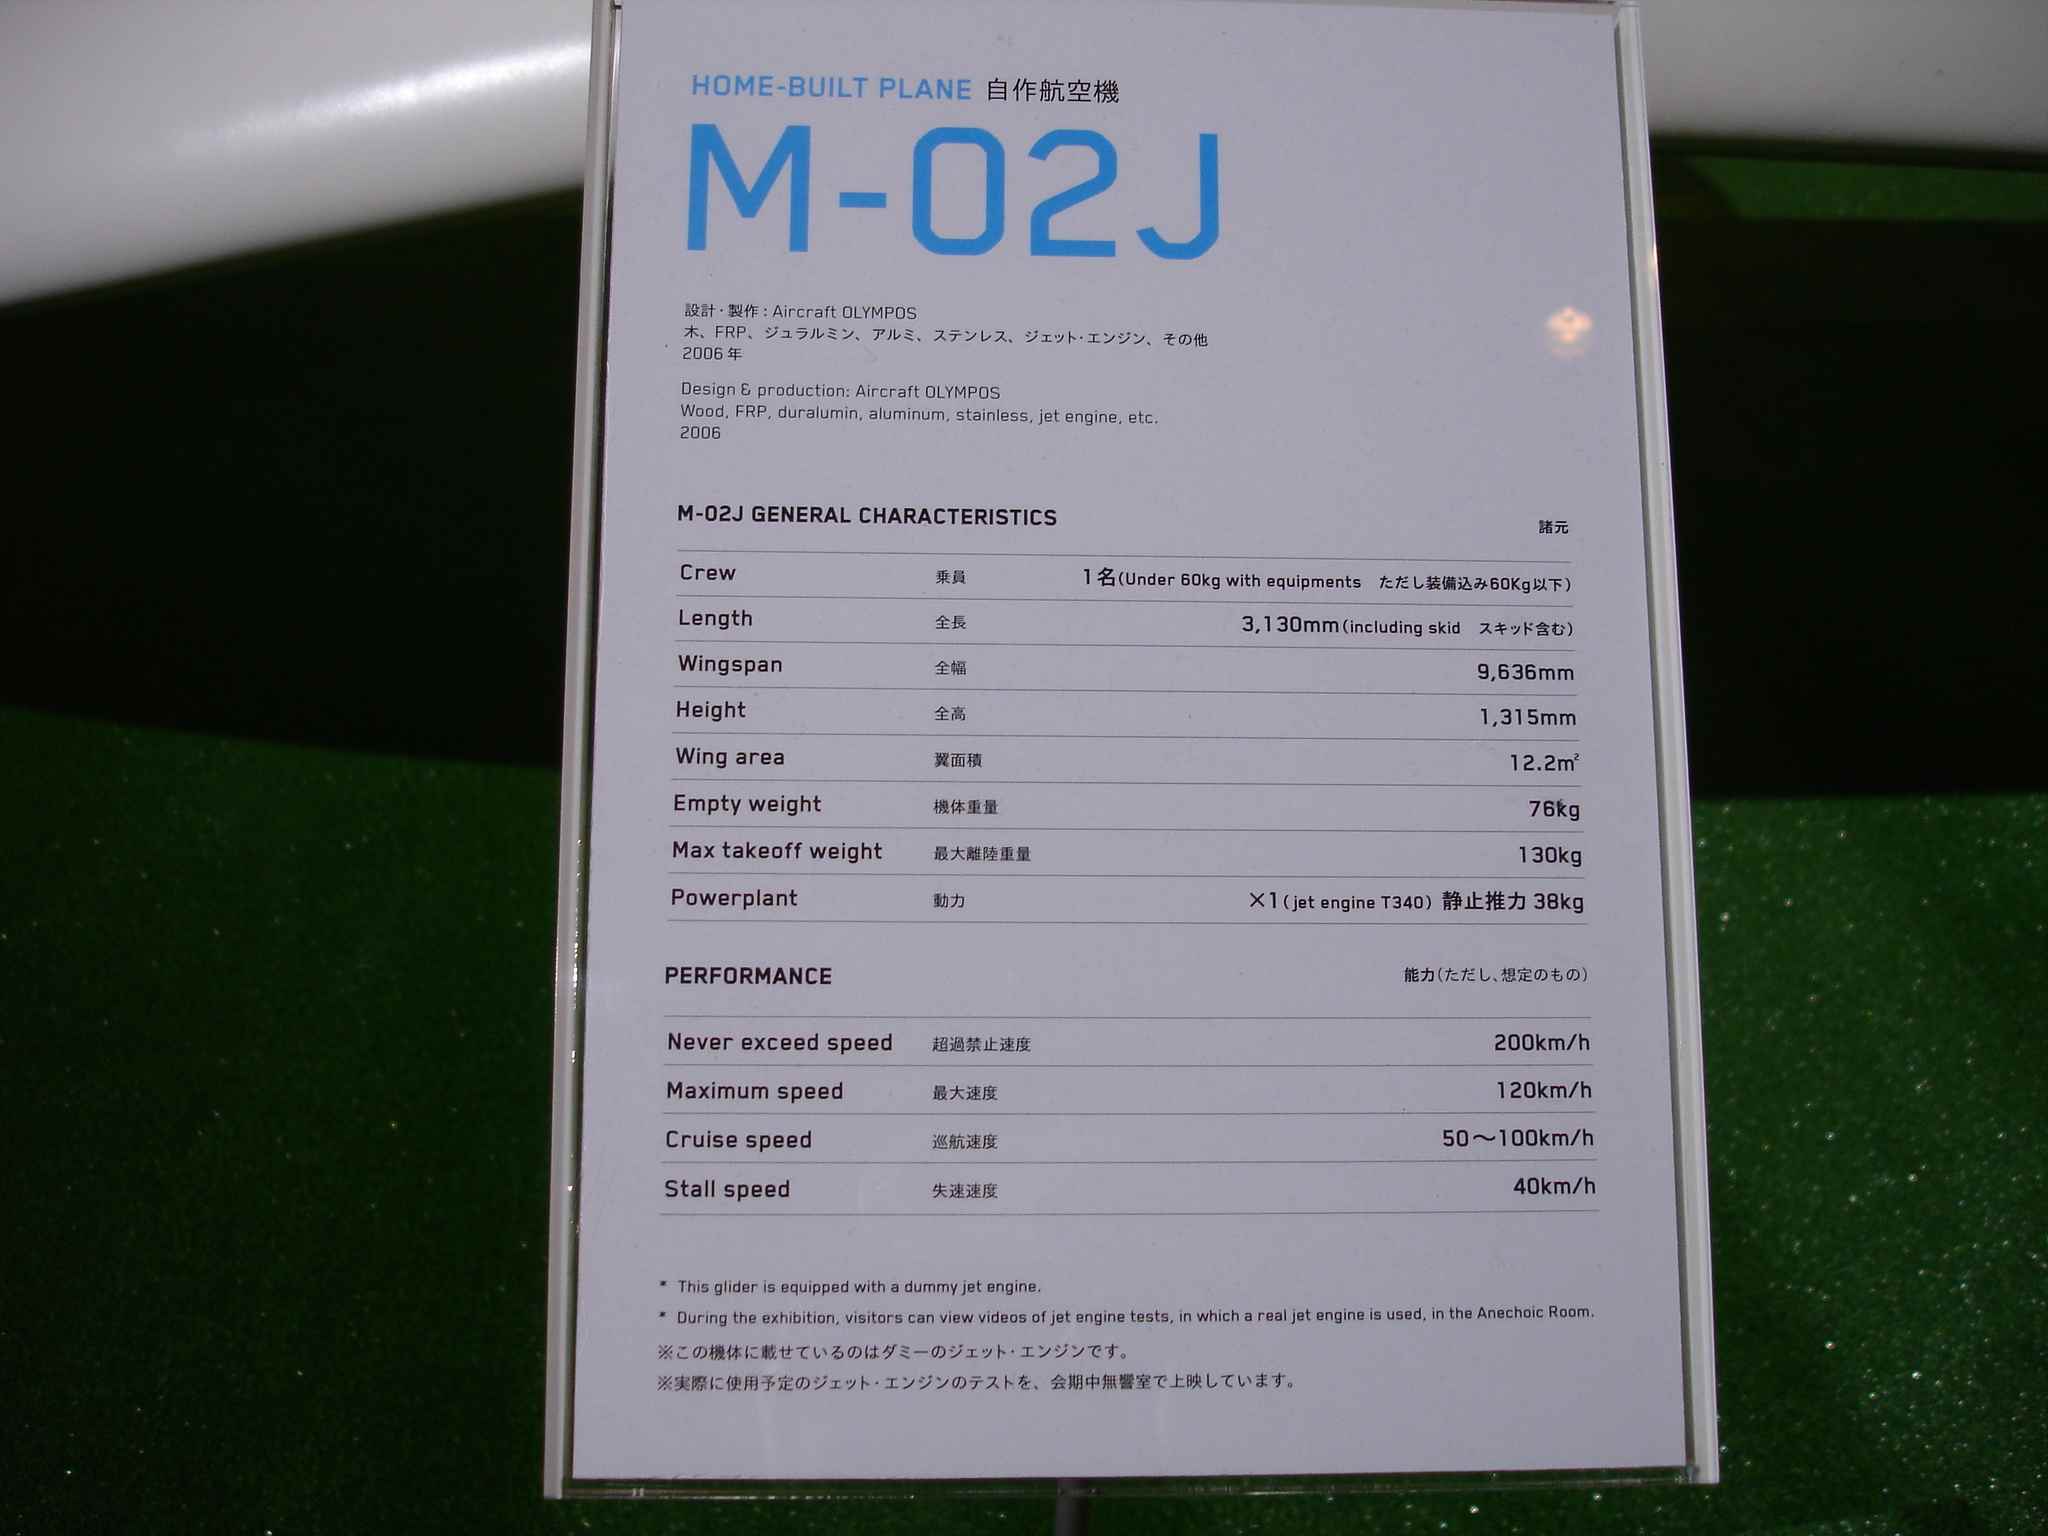 HOME-BUILT PLANE 自作航空機
M-02J
設計・製作 : Aircraft OLYMPOS
木、FRP、ジュラルミン、アルミ、ステンレス、ジェット・エンジン、その他
2006 年
Design & production: Aircraft OLYMPOS
Wood, FRP, duralumin, aluminum, stainless, jet engine, etc.
2006
M-02J GENERAL CHARACTERISTICS 諸元
Crew 乗員 1名(Under 60kg with equipments ただし装備込み60Kg以下)
Length 全長 3,130mm(including skid スキッド含む)
Wingspan 全幅 9,636mm
Height 全高 1,315mm
Wing area 翼面積 12.2m²
Empty weight 機体重量 76kg
Max takeoff weight 最大離陸重量 130kg
Powerplant 動力 ×1(jet engine T340) 静止推力 38kg
PERFORMANCE 能力(ただし、想定のもの)
Never exceed speed 超過禁止速度 200km/h
Maximum speed 最大速度 120km/h
Cruise speed 巡航速度 50〜100km/h
Stall speed 失速速度 40km/h
* This glider is equipped with a dummy jet engine.
* During the exhibition, visitors can view videos of jet engine tests, in which a real jet engine is used, in the Anechoic Room.
※この機体に載せているのはダミーのジェット・エンジンです。
※実際に使用予定のジェット・エンジンのテストを、会期中無響室で上映しています。